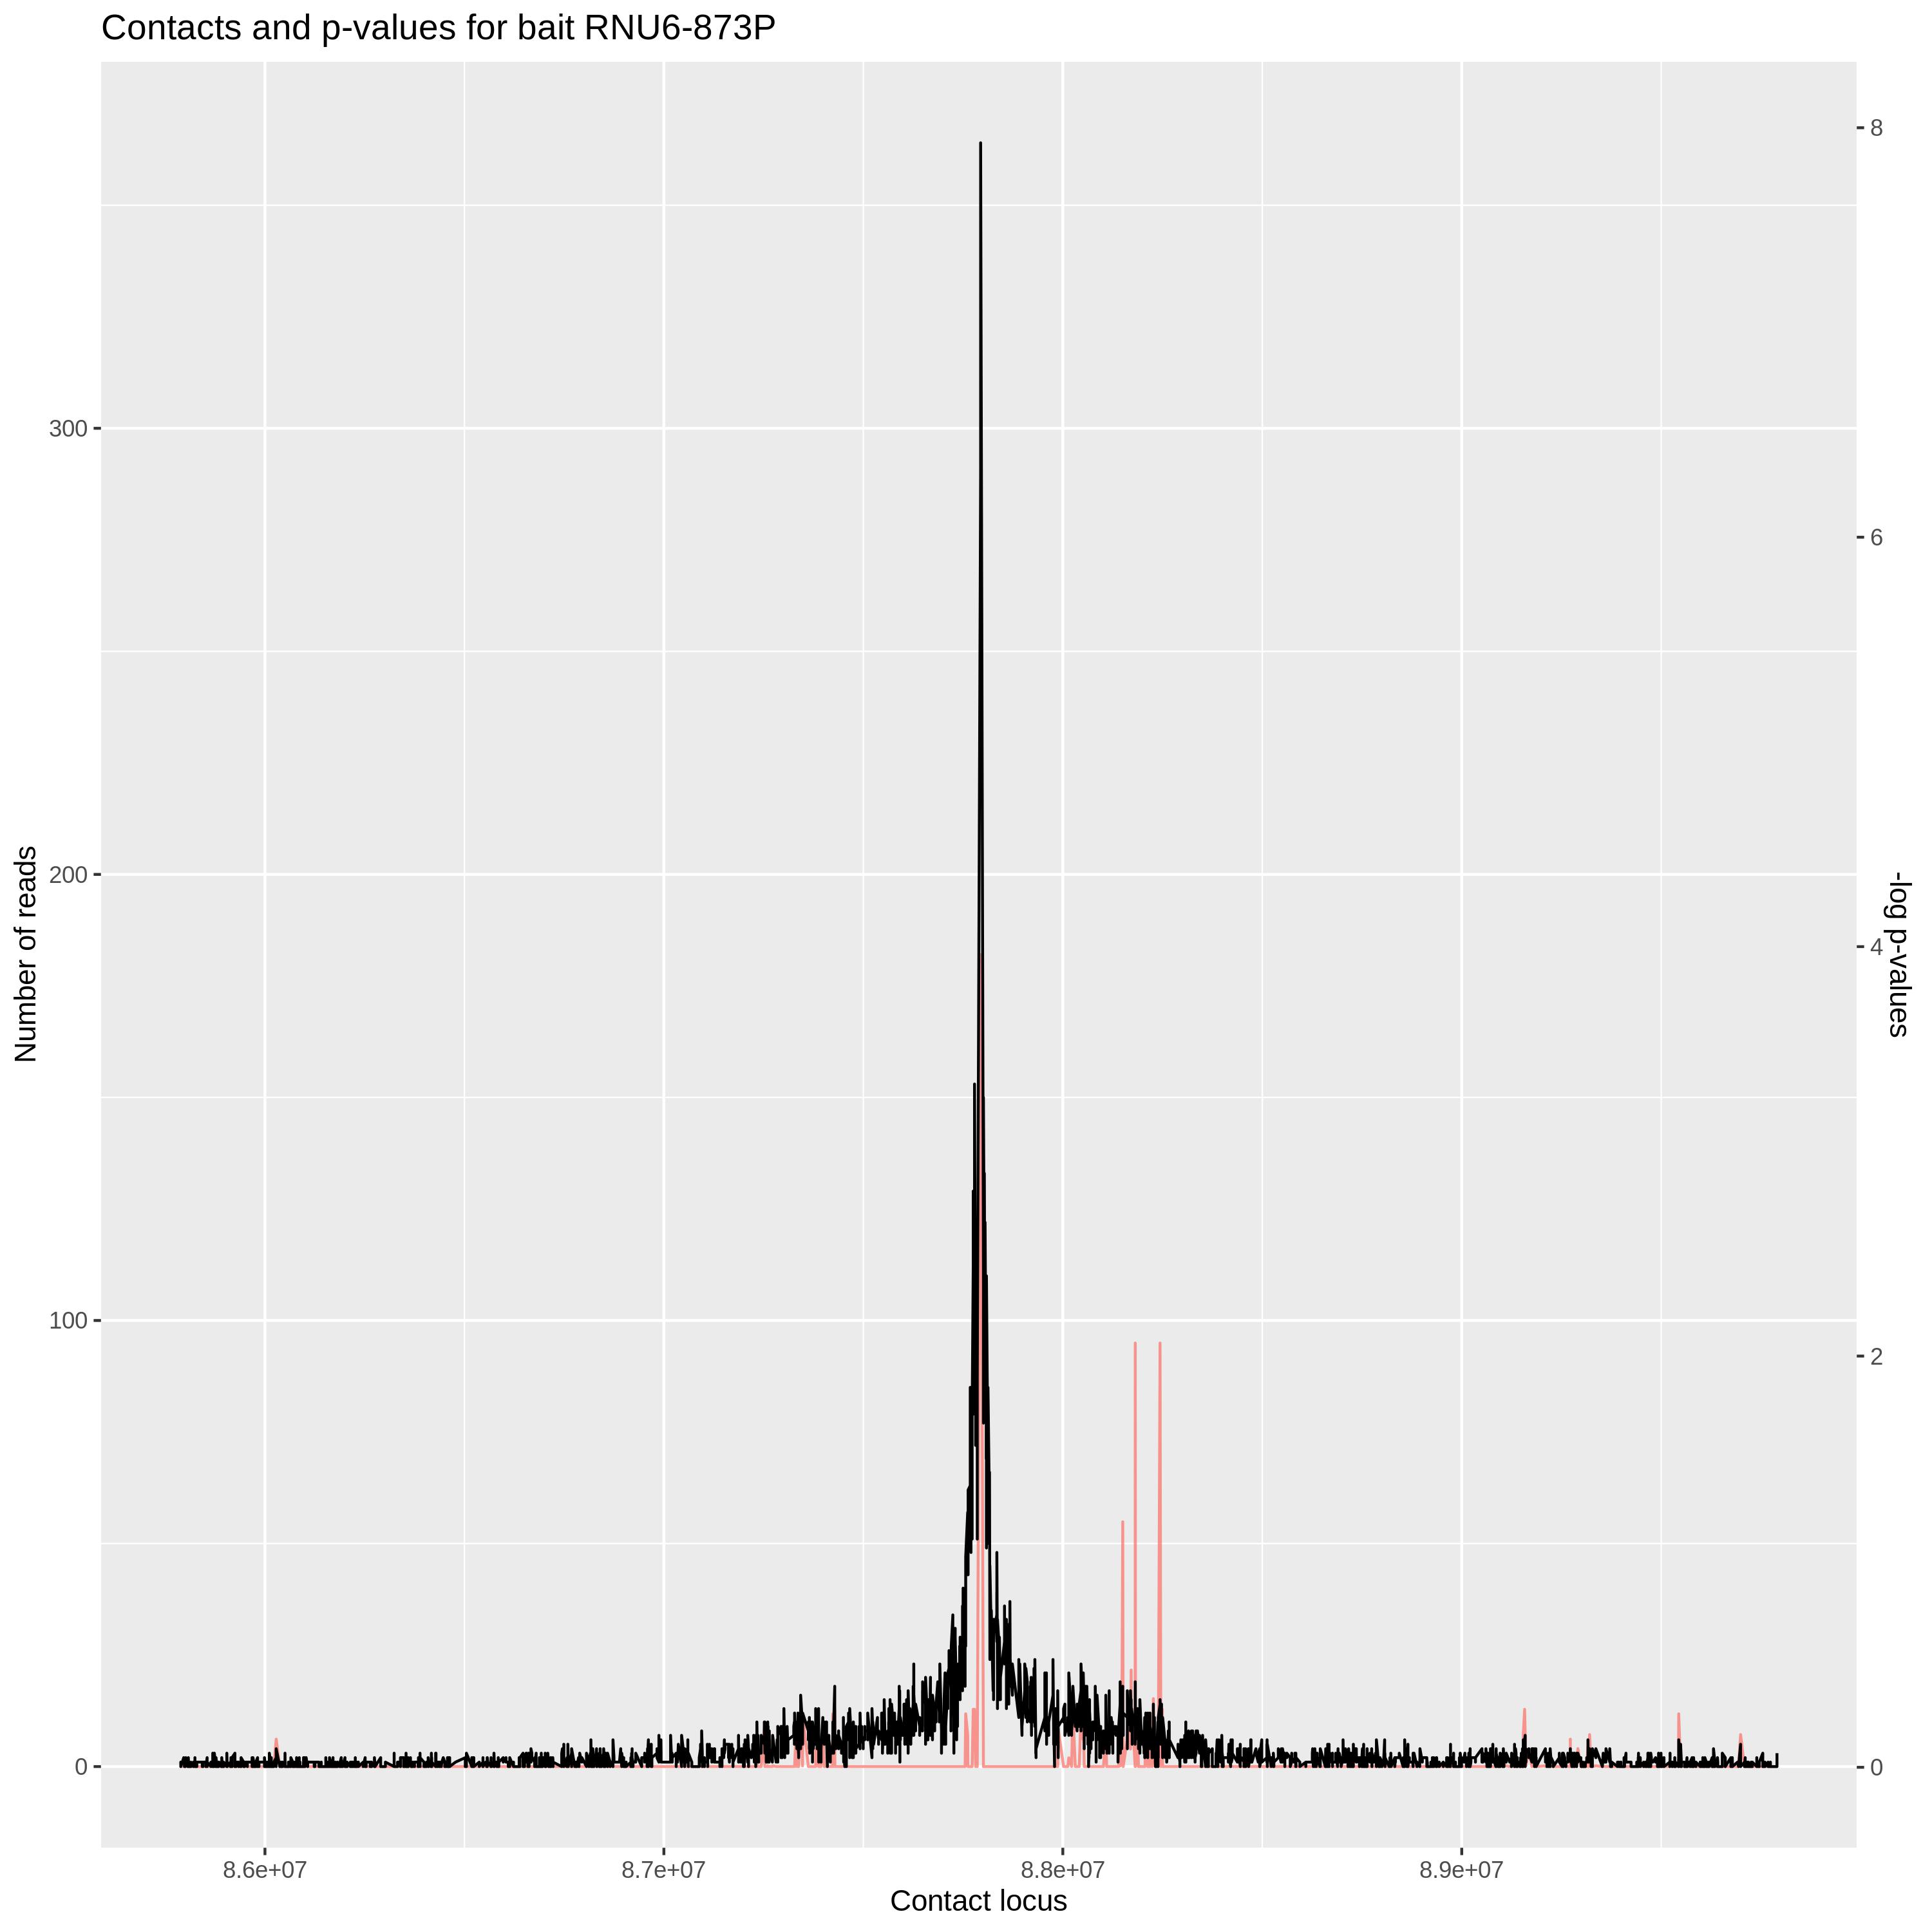 Contacts and p-values for bait RNU6-873P
8
300
6
200
4
Number of reads
-log p-values
100
2
0
0
8.6e+07
8.7e+07
8.8e+07
8.9e+07
Contact locus